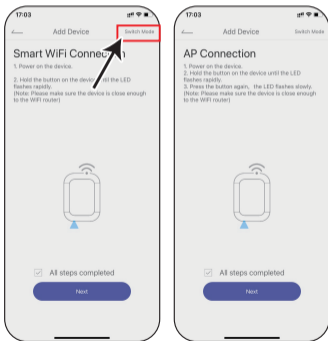 17:03
Add Device
Switch Mode
Smart WiFi Connection
1. Power on the device.
2. Hold the button on the device until the LED
flashes rapidly.
(Note: Please make sure the device is close enough
to the WIFI router)
All steps completed
Next
17:03
Add Device
Switch Mode
AP Connection
1. Power on the device.
2. Hold the button on the device until the LED
flashes rapidly.
3. Press the button again, the LED flashes slowly.
(Note: Please make sure the device is close enough
to the WIFI router)
All steps completed
Next